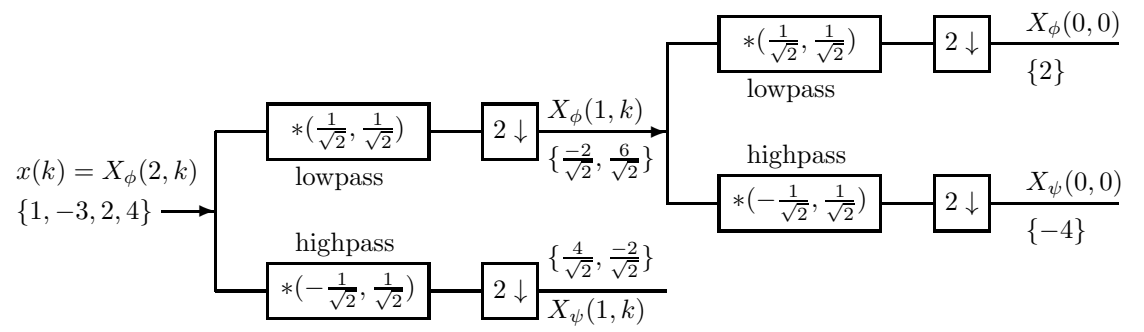 x(k) = X_ϕ(2, k)
{1, −3, 2, 4}
∗(1/√2, 1/√2)
lowpass
2 ↓
X_ϕ(1, k)
{−2/√2, 6/√2}
highpass
∗(−1/√2, 1/√2)
2 ↓
{4/√2, −2/√2}
X_ψ(1, k)
∗(1/√2, 1/√2)
lowpass
2 ↓
X_ϕ(0, 0)
{2}
highpass
∗(−1/√2, 1/√2)
2 ↓
X_ψ(0, 0)
{−4}